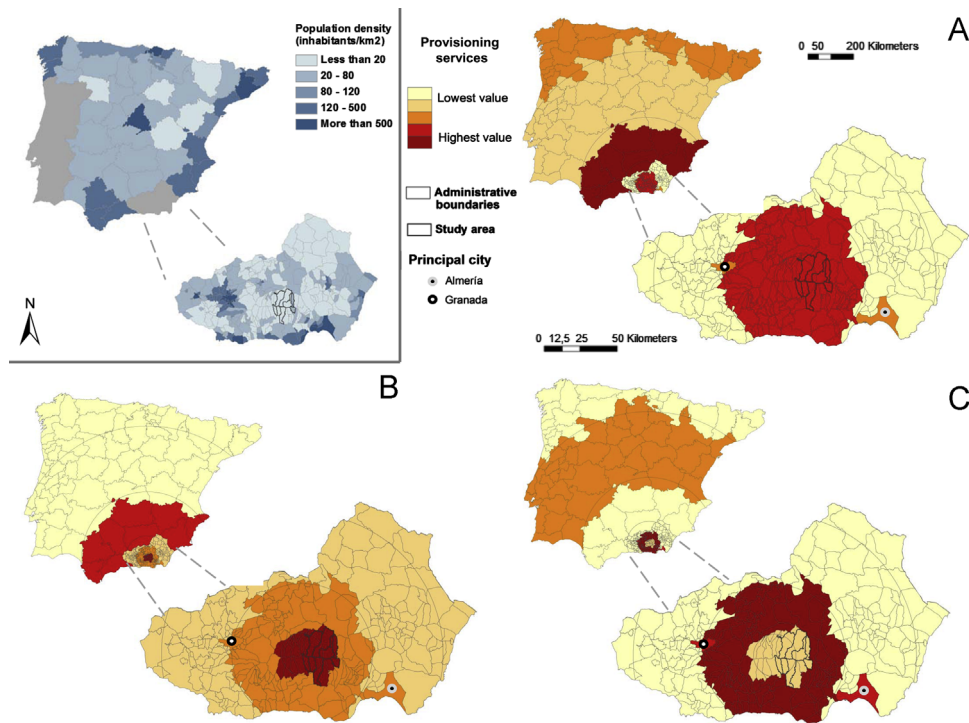 Population density
(inhabitants/km2)
Less than 20
20 - 80
80 - 120
120 - 500
More than 500
N
Provisioning
services
Lowest value
Highest value
Administrative
boundaries
Study area
Principal city
Almería
Granada
A
0 50 200 Kilometers
0 12,5 25 50 Kilometers
B
C